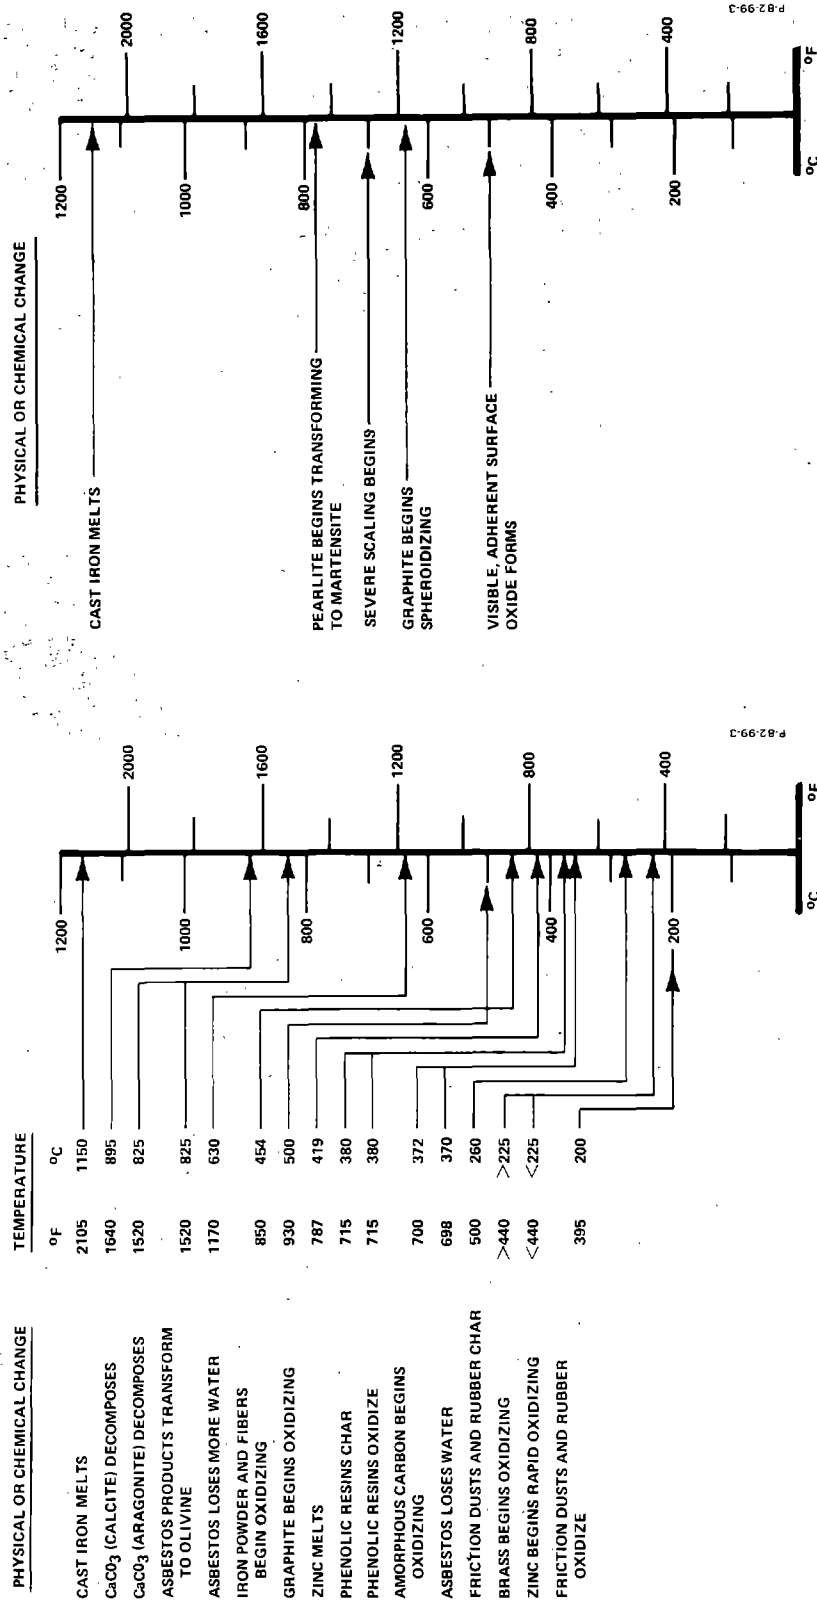 PHYSICAL OR CHEMICAL CHANGE
TEMPERATURE
°F
°C
CAST IRON MELTS
2105
1150
CaCO3 (CALCITE) DECOMPOSES
1640
895
CaCO3 (ARAGONITE) DECOMPOSES
1520
825
ASBESTOS PRODUCTS TRANSFORM
TO OLIVINE
1520
825
ASBESTOS LOSES MORE WATER
1170
630
IRON POWDER AND FIBERS
BEGIN OXIDIZING
850
454
GRAPHITE BEGINS OXIDIZING
930
500
ZINC MELTS
787
419
PHENOLIC RESINS CHAR
715
380
PHENOLIC RESINS OXIDIZE
715
380
AMORPHOUS CARBON BEGINS
OXIDIZING
700
372
ASBESTOS LOSES WATER
698
370
FRICTION DUSTS AND RUBBER CHAR
500
260
BRASS BEGINS OXIDIZING
>440
>225
ZINC BEGINS RAPID OXIDIZING
<440
<225
FRICTION DUSTS AND RUBBER
OXIDIZE
395
200
1200
1000
800
600
400
200
°C
2000
1600
1200
800
400
°F
P-82-99-3
PHYSICAL OR CHEMICAL CHANGE
CAST IRON MELTS
PEARLITE BEGINS TRANSFORMING
TO MARTENSITE
SEVERE SCALING BEGINS
GRAPHITE BEGINS
SPHEROIDIZING
VISIBLE, ADHERENT SURFACE
OXIDE FORMS
1200
1000
800
600
400
200
°C
2000
1600
1200
800
400
°F
P-82-99-3